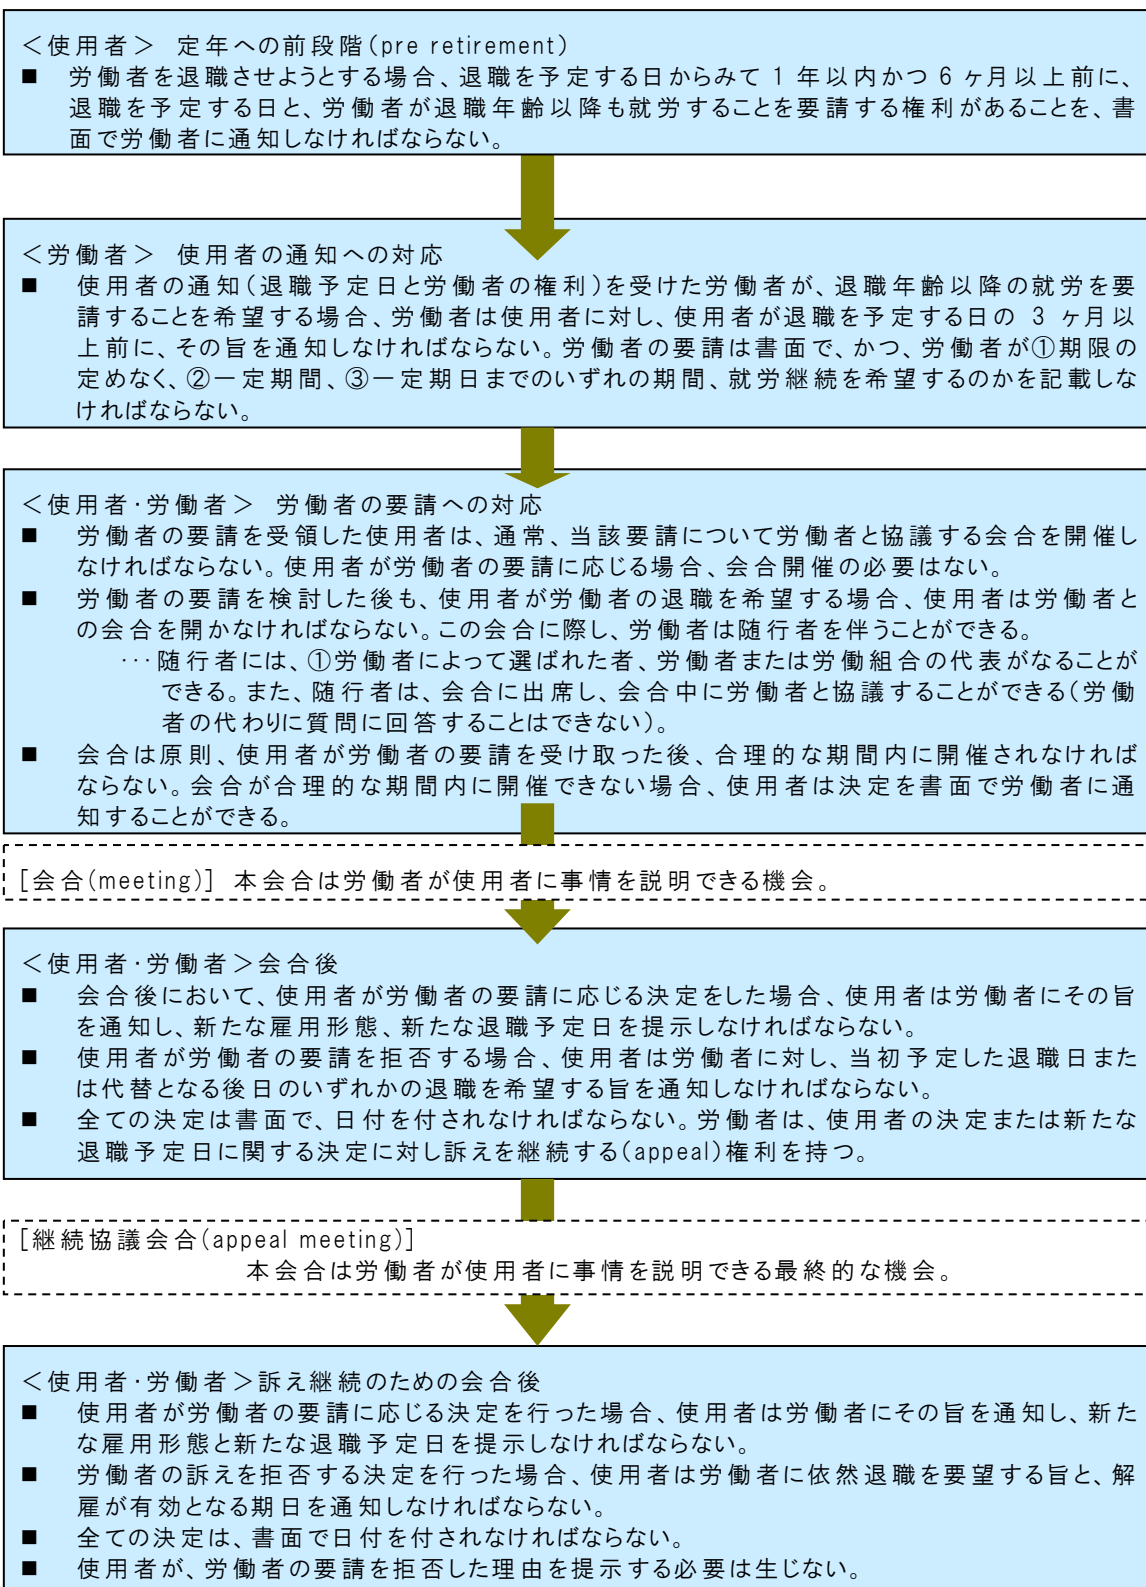 ＜使用者＞ 定年への前段階(pre retirement)
■ 労働者を退職させようとする場合、退職を予定する日からみて 1 年以内かつ 6 ヶ月以上前に、
退職を予定する日と、労働者が退職年齢以降も就労することを要請する権利があることを、書
面で労働者に通知しなければならない。
＜労働者＞ 使用者の通知への対応
■ 使用者の通知(退職予定日と労働者の権利)を受けた労働者が、退職年齢以降の就労を要
請することを希望する場合、労働者は使用者に対し、使用者が退職を予定する日の 3 ヶ月以
上前に、その旨を通知しなければならない。労働者の要請は書面で、かつ、労働者が①期限の
定めなく、②一定期間、③一定期日までのいずれの期間、就労継続を希望するのかを記載しな
ければならない。
＜使用者･労働者＞ 労働者の要請への対応
■ 労働者の要請を受領した使用者は、通常、当該要請について労働者と協議する会合を開催し
なければならない。使用者が労働者の要請に応じる場合、会合開催の必要はない。
■ 労働者の要請を検討した後も、使用者が労働者の退職を希望する場合、使用者は労働者と
の会合を開かなければならない。この会合に際し、労働者は随行者を伴うことができる。
･･･随行者には、①労働者によって選ばれた者、労働者または労働組合の代表がなることが
できる。また、随行者は、会合に出席し、会合中に労働者と協議することができる(労働
者の代わりに質問に回答することはできない)。
■ 会合は原則、使用者が労働者の要請を受け取った後、合理的な期間内に開催されなければ
ならない。会合が合理的な期間内に開催できない場合、使用者は決定を書面で労働者に通
知することができる。
[会合(meeting)] 本会合は労働者が使用者に事情を説明できる機会。
＜使用者･労働者＞会合後
■ 会合後において、使用者が労働者の要請に応じる決定をした場合、使用者は労働者にその旨
を通知し、新たな雇用形態、新たな退職予定日を提示しなければならない。
■ 使用者が労働者の要請を拒否する場合、使用者は労働者に対し、当初予定した退職日また
は代替となる後日のいずれかの退職を希望する旨を通知しなければならない。
■ 全ての決定は書面で、日付を付されなければならない。労働者は、使用者の決定または新たな
退職予定日に関する決定に対し訴えを継続する(appeal)権利を持つ。
[継続協議会合(appeal meeting)]
本会合は労働者が使用者に事情を説明できる最終的な機会。
＜使用者･労働者＞訴え継続のための会合後
■ 使用者が労働者の要請に応じる決定を行った場合、使用者は労働者にその旨を通知し、新た
な雇用形態と新たな退職予定日を提示しなければならない。
■ 労働者の訴えを拒否する決定を行った場合、使用者は労働者に依然退職を要望する旨と、解
雇が有効となる期日を通知しなければならない。
■ 全ての決定は、書面で日付を付されなければならない。
■ 使用者が、労働者の要請を拒否した理由を提示する必要は生じない。